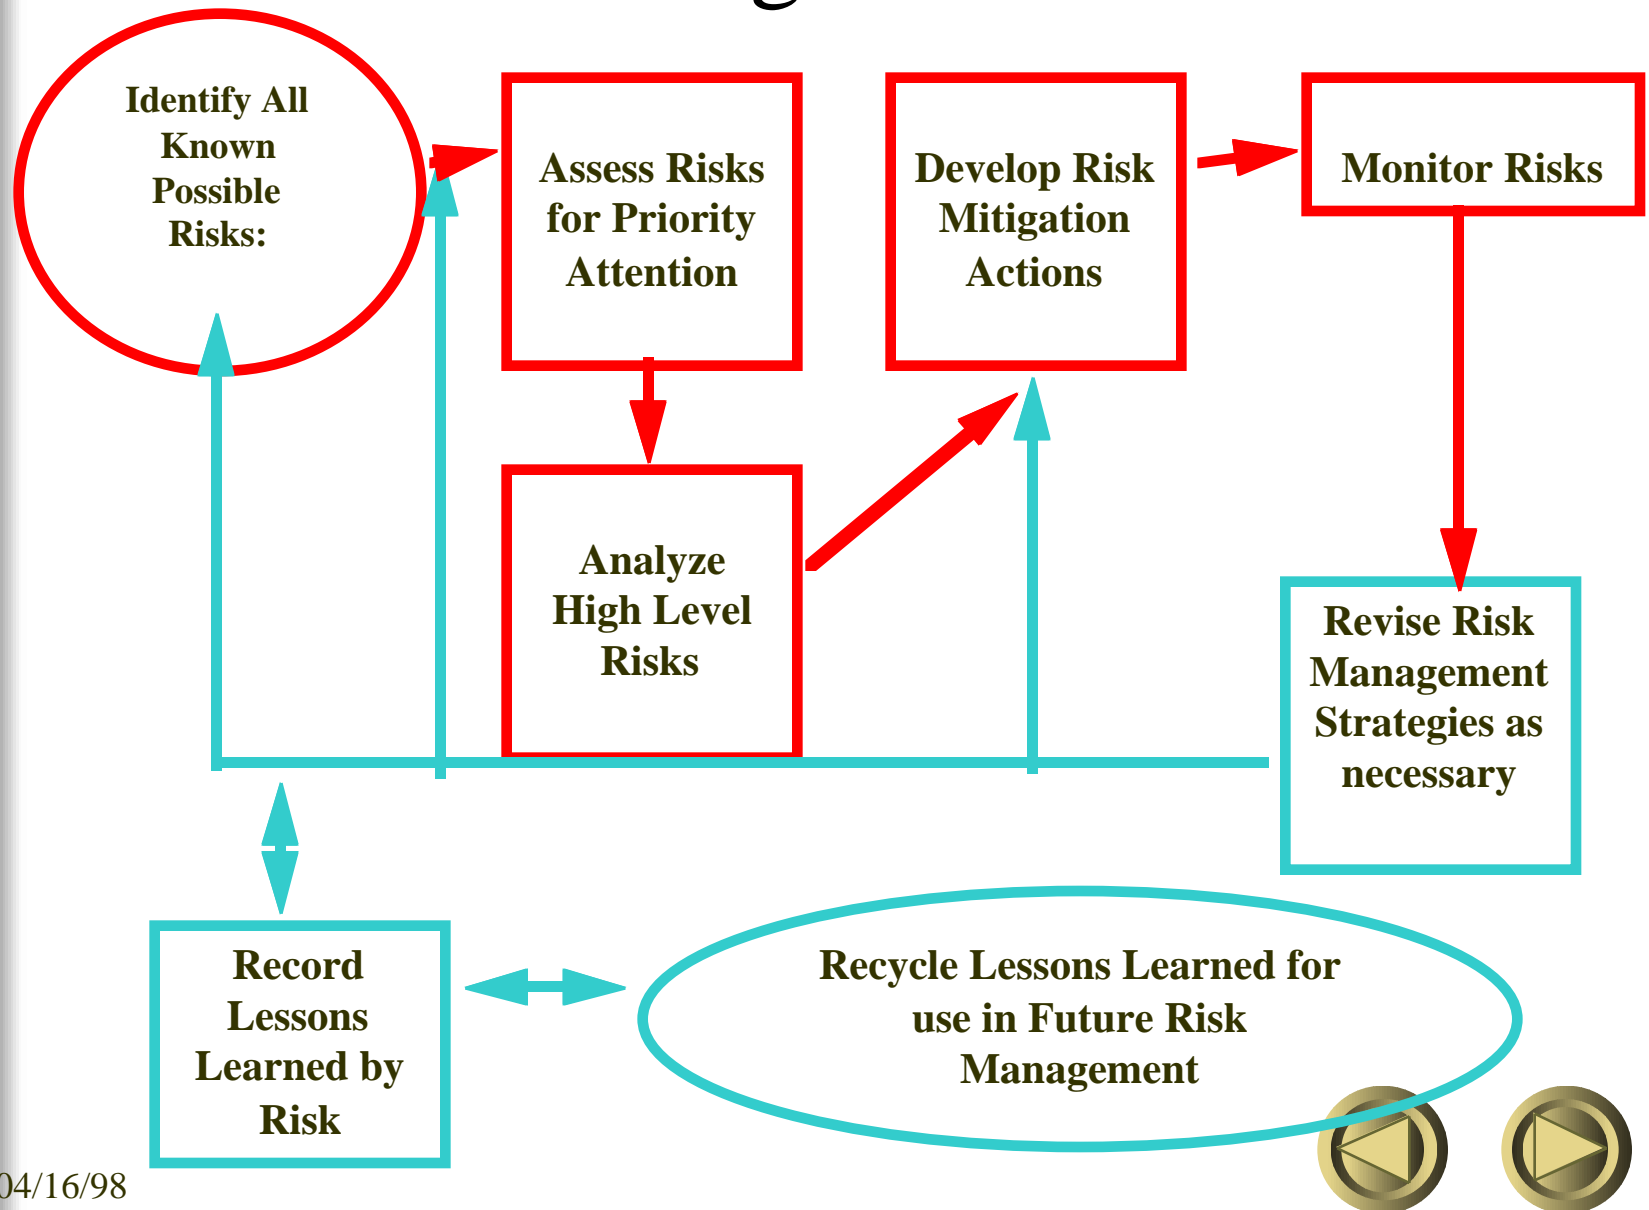 Identify All
Known
Possible
Risks:
Assess Risks
for Priority
Attention
Develop Risk
Mitigation
Actions
Monitor Risks
Analyze
High Level
Risks
Revise Risk
Management
Strategies as
necessary
Record
Lessons
Learned by
Risk
Recycle Lessons Learned for
use in Future Risk
Management
04/16/98